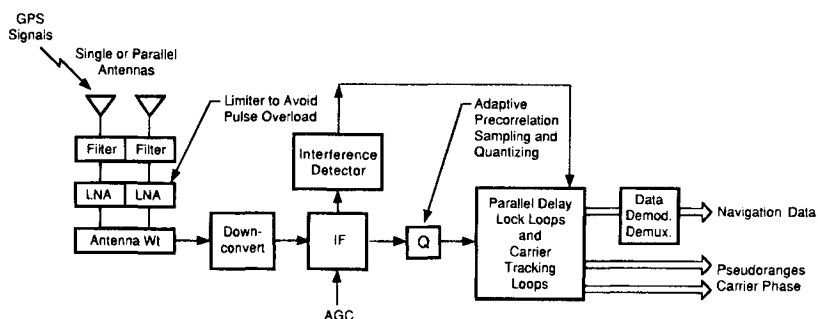 GPS
Signals
Single or Parallel
Antennas
Limiter to Avoid
Pulse Overload
Adaptive
Precorrelation
Sampling and
Quantizing
Filter Filter
Interference
Detector
LNA LNA
Antenna Wt
Down-
convert
IF
Q
Parallel Delay
Lock Loops
and
Carrier
Tracking
Loops
Data
Demod.
Demux.
Navigation Data
Pseudoranges
Carrier Phase
AGC